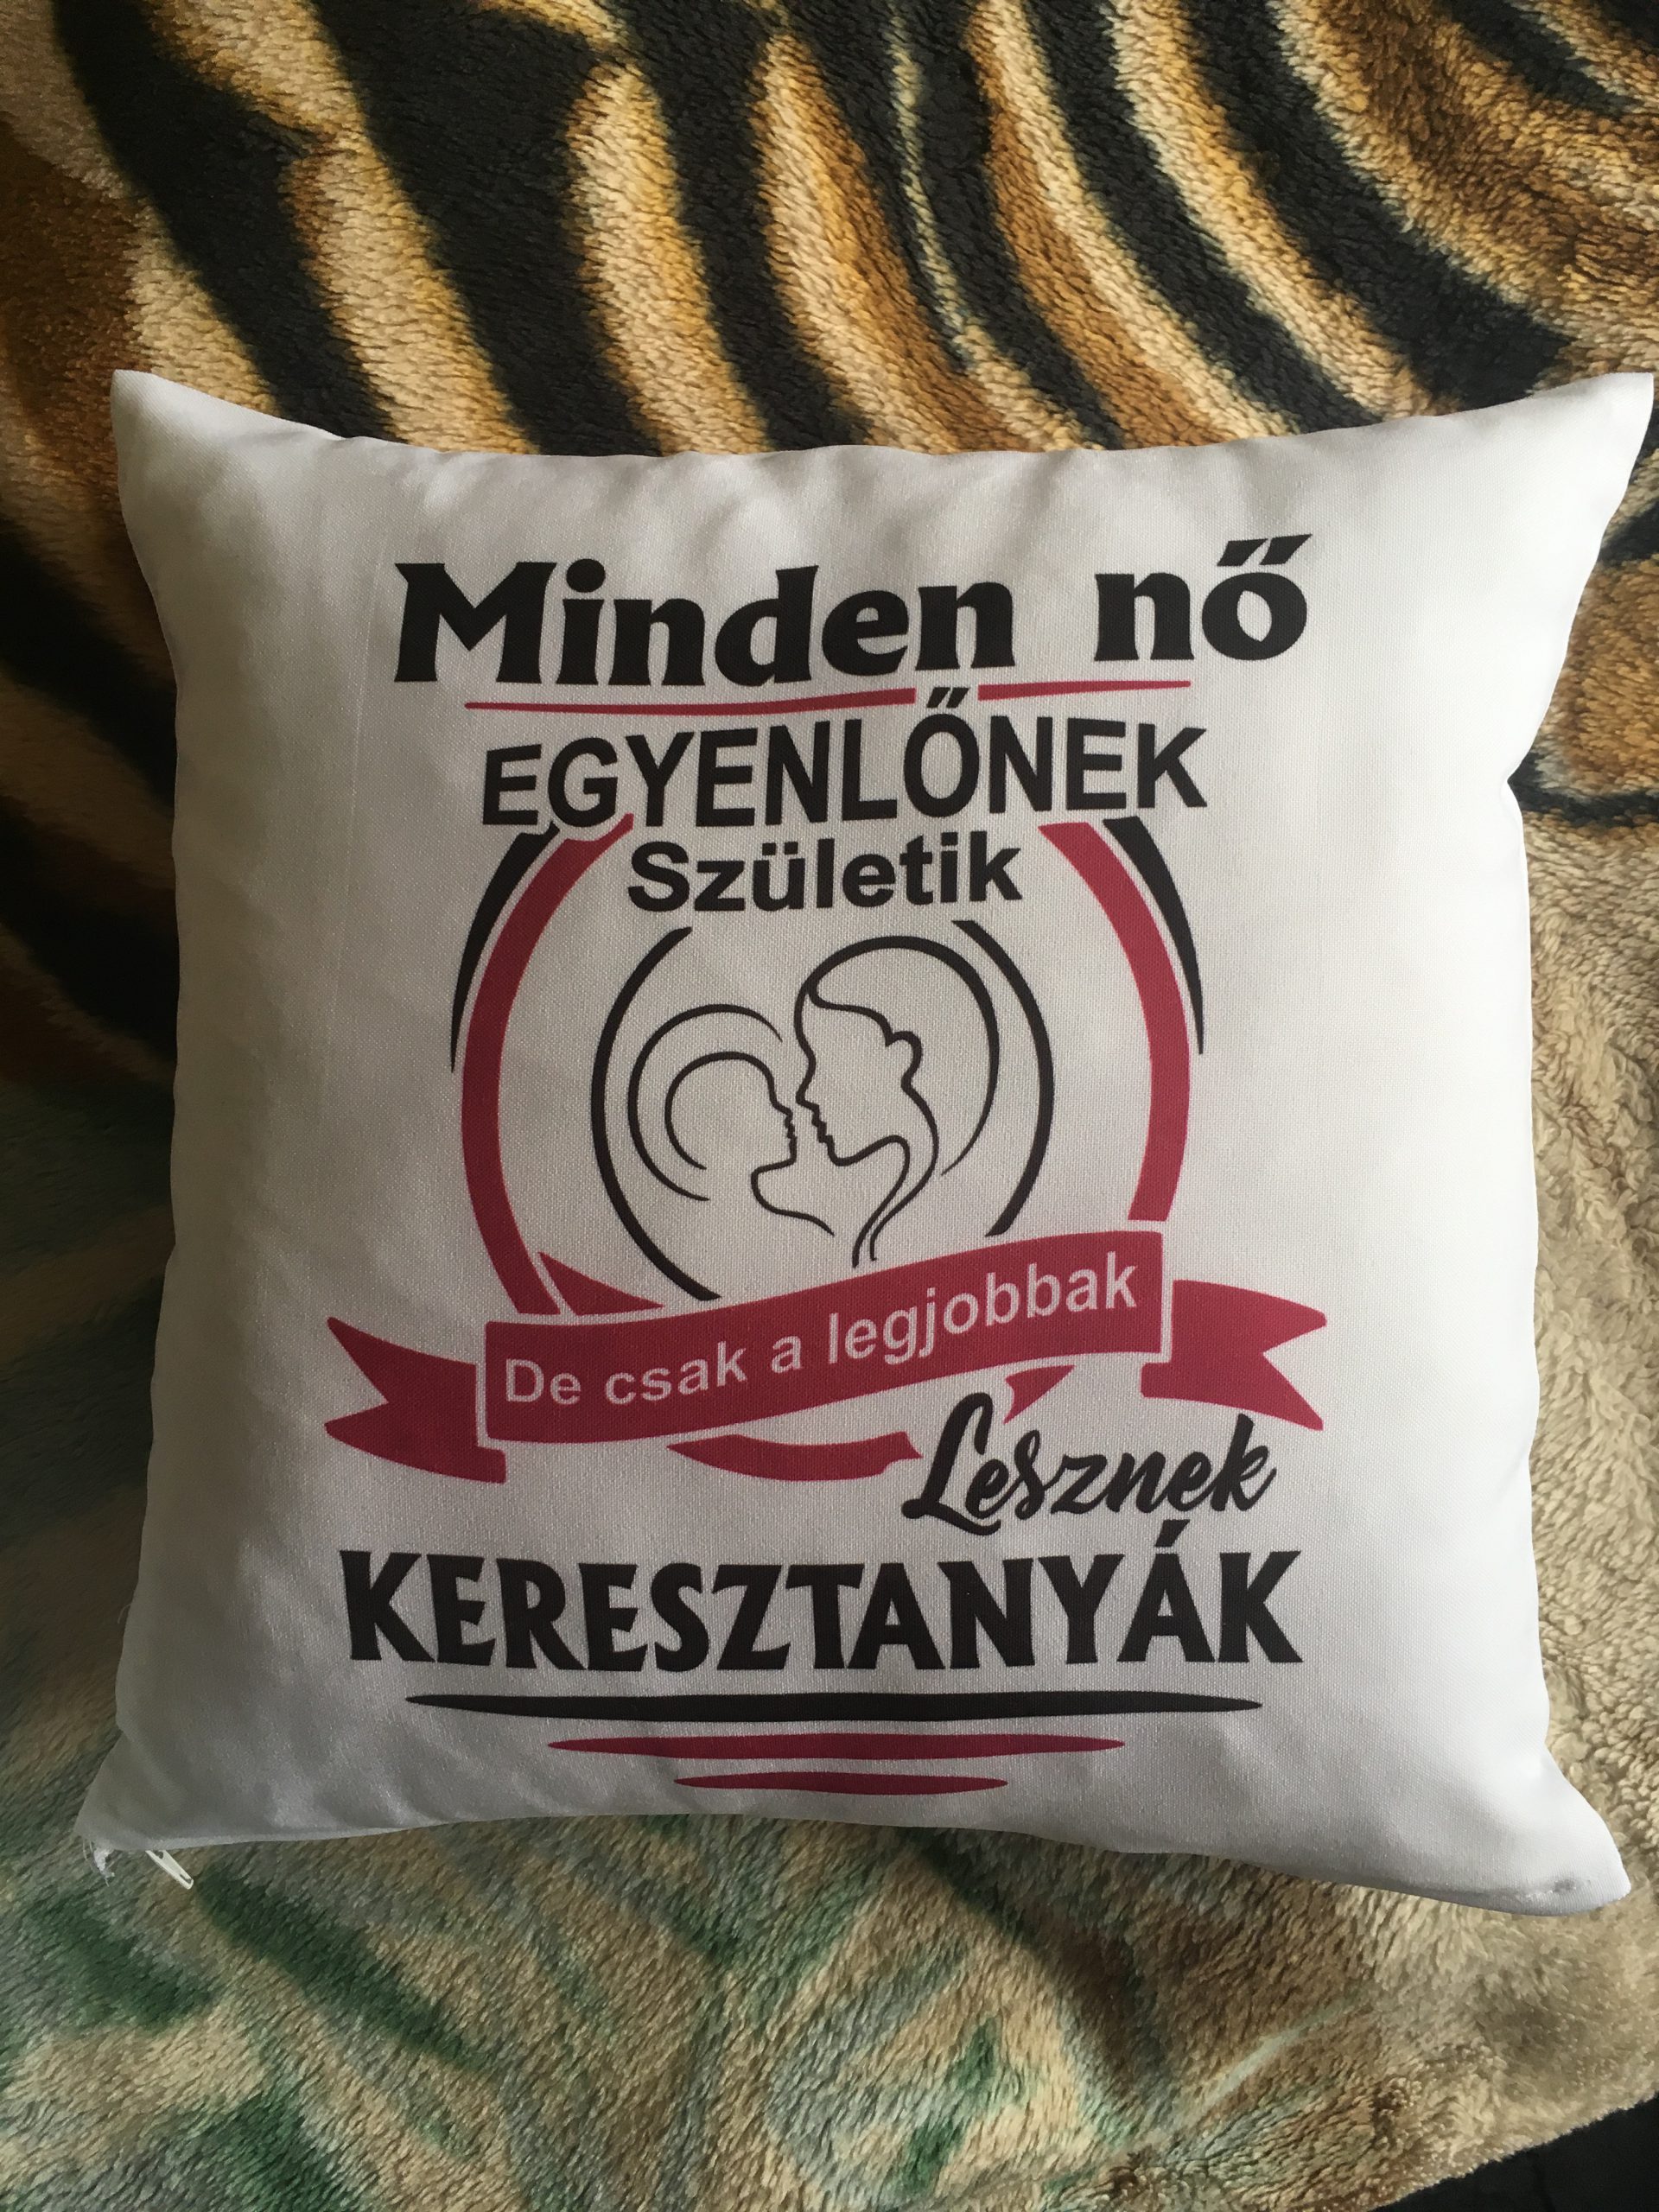 Minden nő
EGYENLŐNEK
Születik
De csak a legjobbak
Lesznek
KERESZTANYÁK